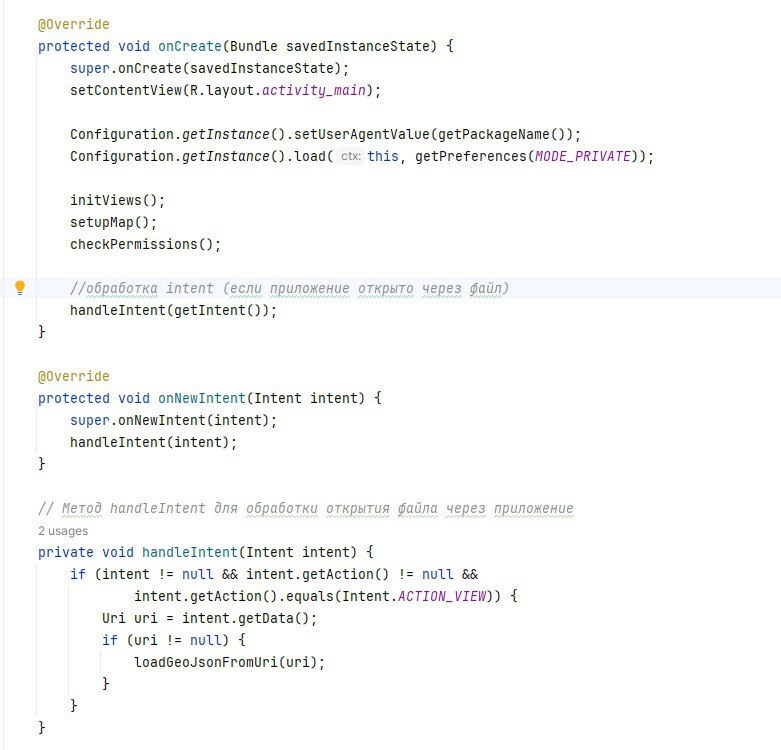 @Override
protected void onCreate(Bundle savedInstanceState) {
super.onCreate(savedInstanceState);
setContentView(R.layout.activity_main);
Configuration.getInstance().setUserAgentValue(getPackageName());
Configuration.getInstance().load( ctx: this, getPreferences(MODE_PRIVATE));
initViews();
setupMap();
checkPermissions();
//обработка intent (если приложение открыто через файл)
handleIntent(getIntent());
}
@Override
protected void onNewIntent(Intent intent) {
super.onNewIntent(intent);
handleIntent(intent);
}
// Метод handleIntent для обработки открытия файла через приложение
2 usages
private void handleIntent(Intent intent) {
if (intent != null && intent.getAction() != null &&
intent.getAction().equals(Intent.ACTION_VIEW)) {
Uri uri = intent.getData();
if (uri != null) {
loadGeoJsonFromUri(uri);
}
}
}